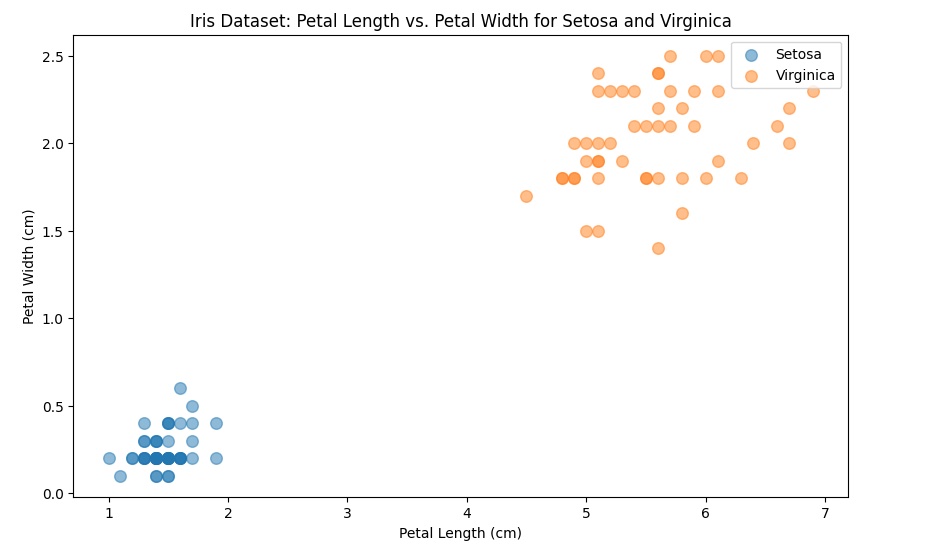 Iris Dataset: Petal Length vs. Petal Width for Setosa and Virginica
Setosa
Virginica
2.5
2.0
1.5
1.0
0.5
0.0
Petal Width (cm)
1 2 3 4 5 6 7
Petal Length (cm)